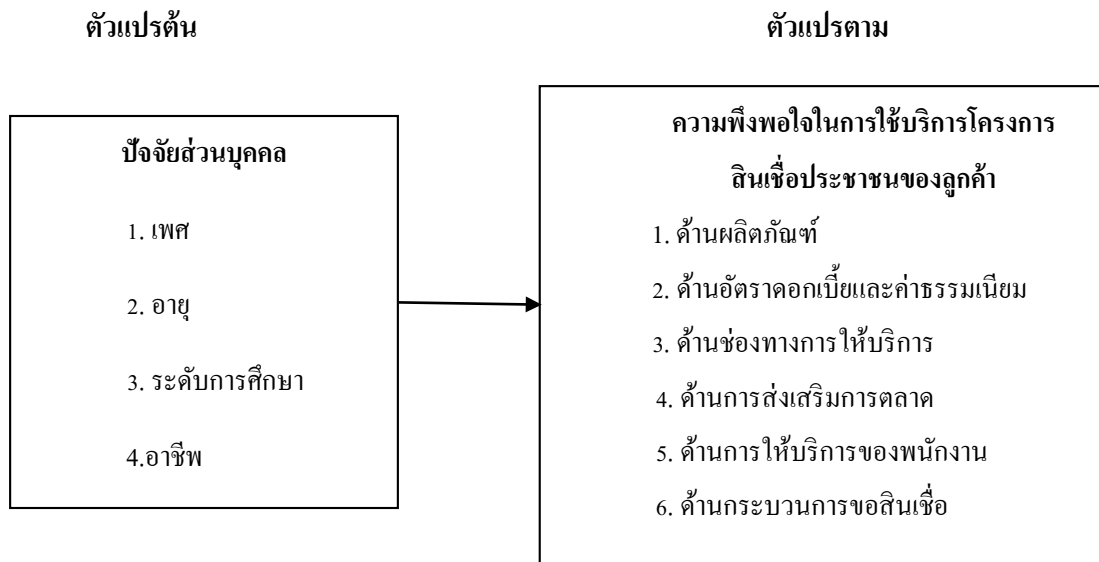 ตัวแปรต้น
ตัวแปรตาม
ปัจจัยส่วนบุคคล
1. เพศ
2. อายุ
3. ระดับการศึกษา
4.อาชีพ
ความพึงพอใจในการใช้บริการโครงการ
สินเชื่อประชาชนของลูกค้า
1. ด้านผลิตภัณฑ์
2. ด้านอัตราดอกเบี้ยและค่าธรรมเนียม
3. ด้านช่องทางการให้บริการ
4. ด้านการส่งเสริมการตลาด
5. ด้านการให้บริการของพนักงาน
6. ด้านกระบวนการขอสินเชื่อ